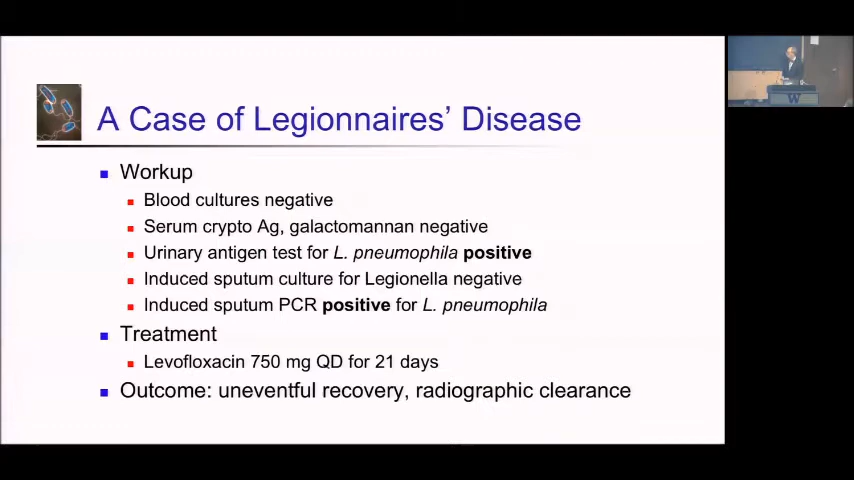 A Case of Legionnaires' Disease
Workup
Blood cultures negative
Serum crypto Ag, galactomannan negative
Urinary antigen test for L. pneumophila positive
Induced sputum culture for Legionella negative
Induced sputum PCR positive for L. pneumophila
Treatment
Levofloxacin 750 mg QD for 21 days
Outcome: uneventful recovery, radiographic clearance
W